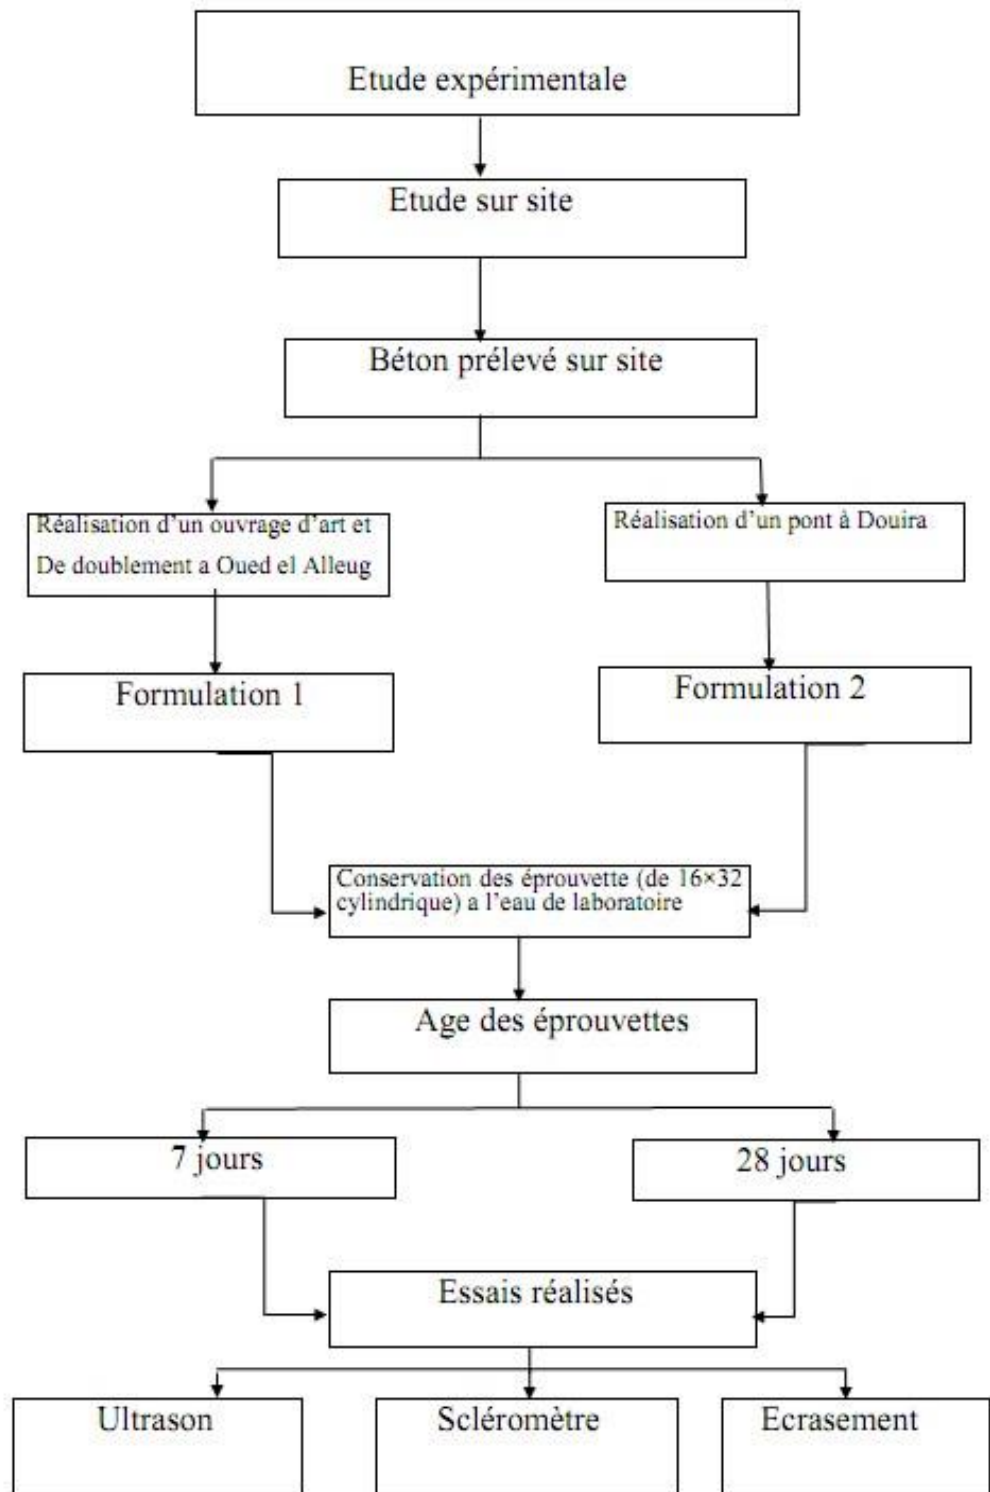 Etude expérimentale
Etude sur site
Béton prélevé sur site
Réalisation d'un ouvrage d'art et
De doublement a Oued el Alleug
Réalisation d'un pont à Douira
Formulation 1
Formulation 2
Conservation des éprouvette (de 16×32
cylindrique) a l'eau de laboratoire
Age des éprouvettes
7 jours
28 jours
Essais réalisés
Ultrason
Scléromètre
Ecrasement